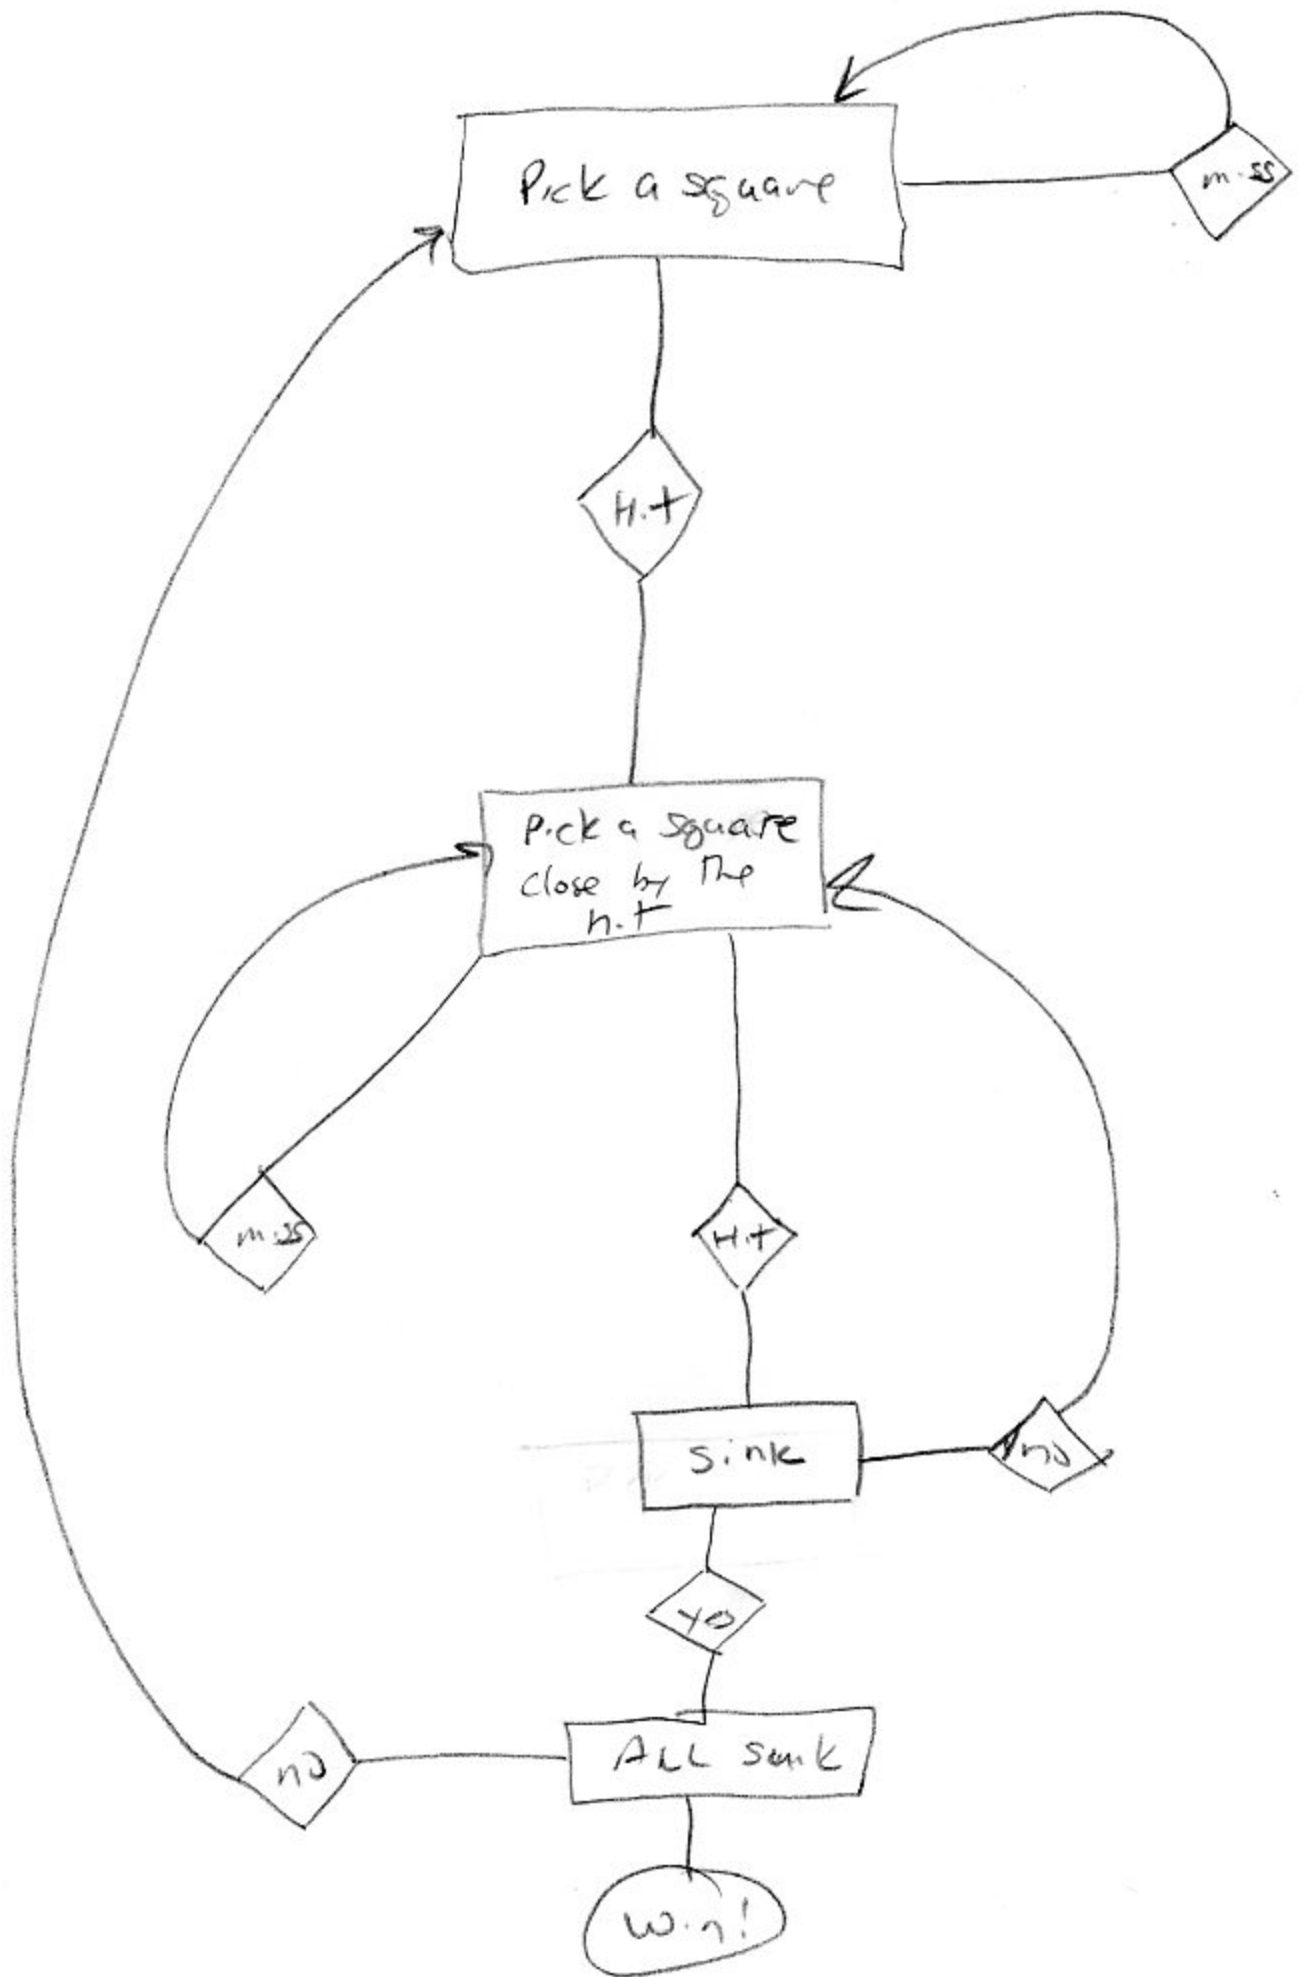 Pick a square
miss
Hit
Pick a square
close by the
hit
miss
Hit
Sink
no
yes
no
ALL Sunk
Win!